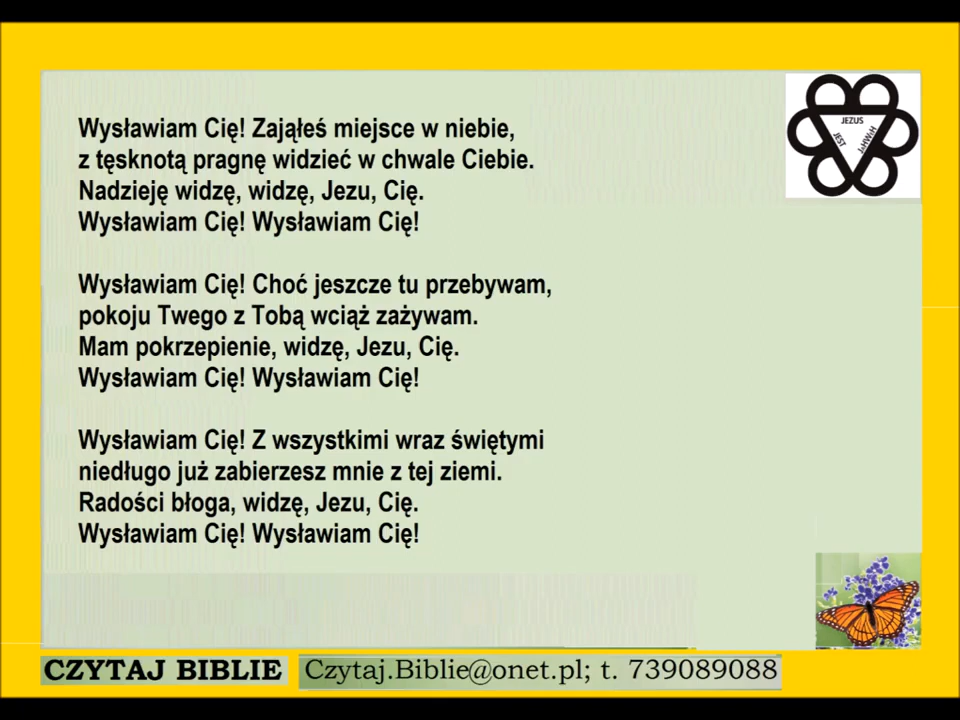 Wysławiam Cię! Zająłeś miejsce w niebie,
z tęsknotą pragnę widzieć w chwale Ciebie.
Nadzieję widzę, widzę, Jezu, Cię.
Wysławiam Cię! Wysławiam Cię!
Wysławiam Cię! Choć jeszcze tu przebywam,
pokoju Twego z Tobą wciąż zażywam.
Mam pokrzepienie, widzę, Jezu, Cię.
Wysławiam Cię! Wysławiam Cię!
Wysławiam Cię! Z wszystkimi wraz świętymi
niedługo już zabierzesz mnie z tej ziemi.
Radości błoga, widzę, Jezu, Cię.
Wysławiam Cię! Wysławiam Cię!
JEZUS
JEST
JaHWeH
CZYTAJ BIBLIE
Czytaj.Biblie@onet.pl; t. 739089088